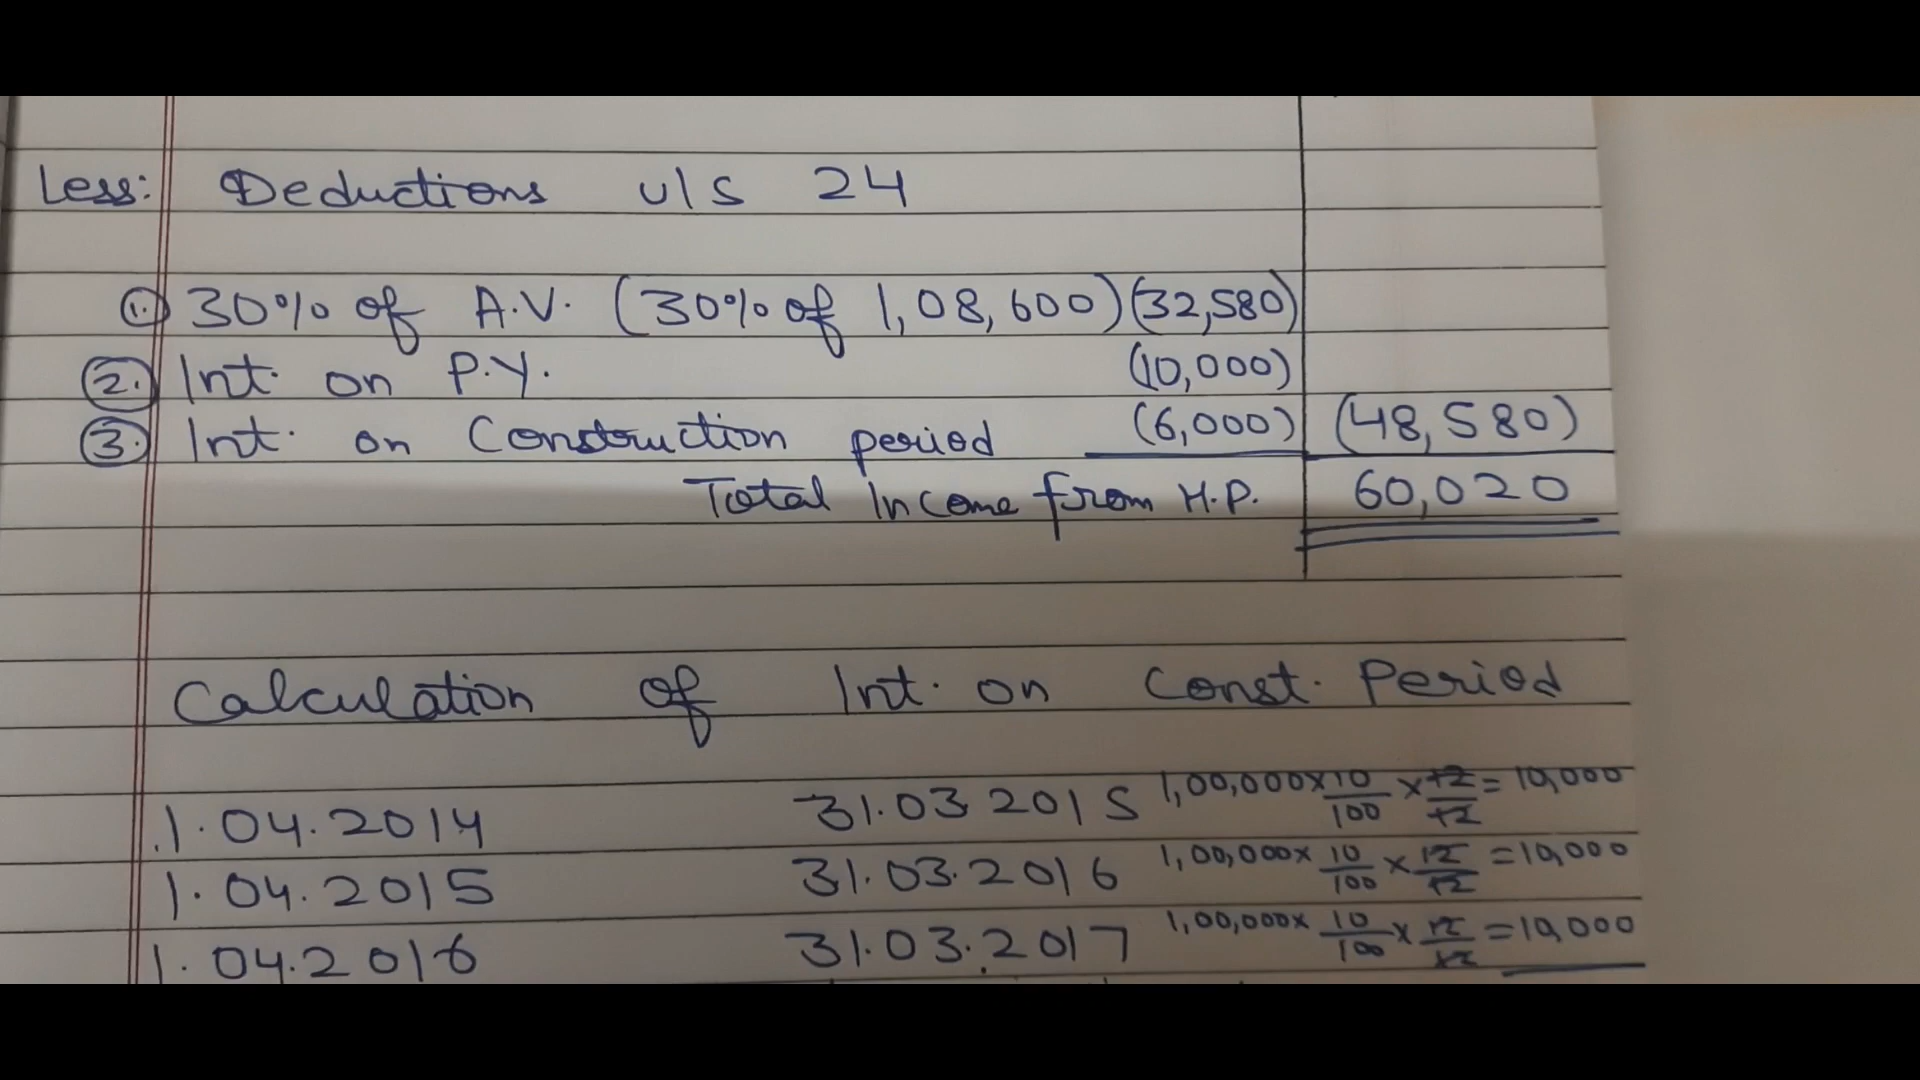 Less: Deductions u/s 24
1. 30% of A.V. (30% of 1,08,600) (32,580)
2. Int. on P.Y. (10,000)
3. Int. on Construction period (6,000) (48,580)
Total Income from H.P. 60,020
Calculation of Int. on Const. Period
1.04.2014 31.03.2015 1,00,000 x 10/100 x 12/12 = 10,000
1.04.2015 31.03.2016 1,00,000 x 10/100 x 12/12 = 10,000
1.04.2016 31.03.2017 1,00,000 x 10/100 x 12/12 = 10,000